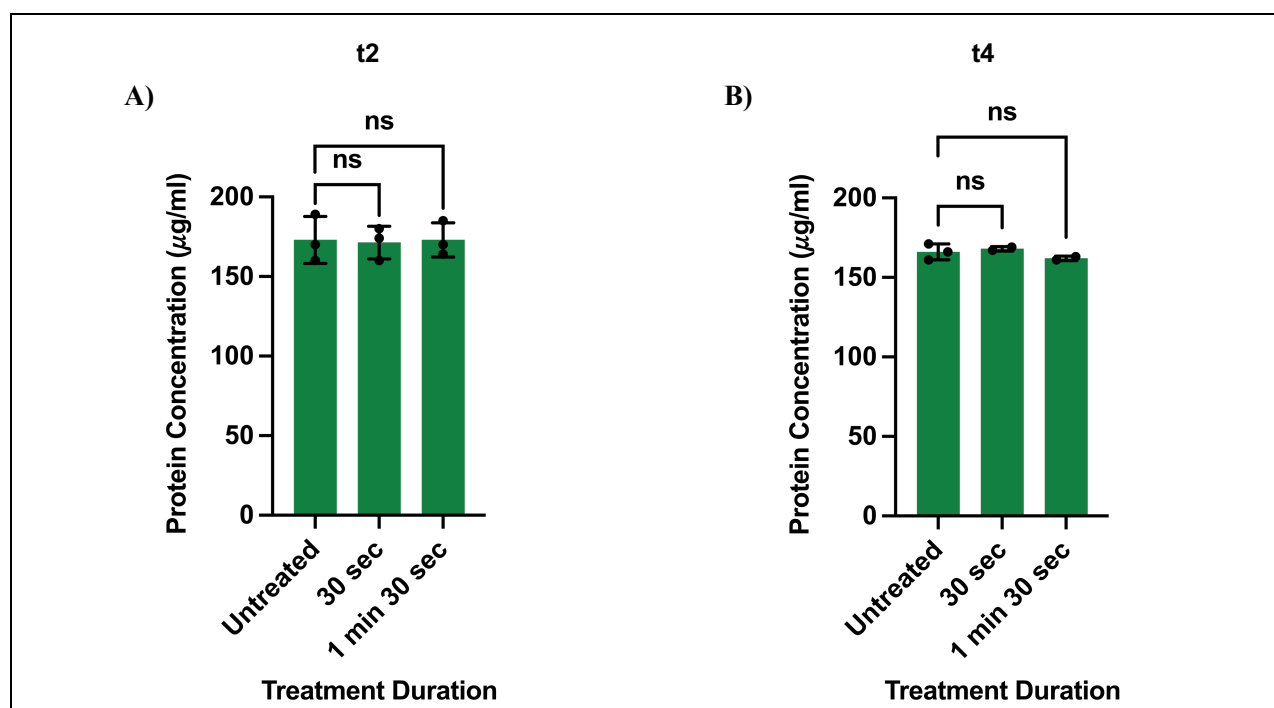 t2
A)
ns
ns
Protein Concentration (µg/ml)
200
150
100
50
0
Untreated
30 sec
1 min 30 sec
Treatment Duration
t4
B)
ns
ns
Protein Concentration (µg/ml)
200
150
100
50
0
Untreated
30 sec
1 min 30 sec
Treatment Duration